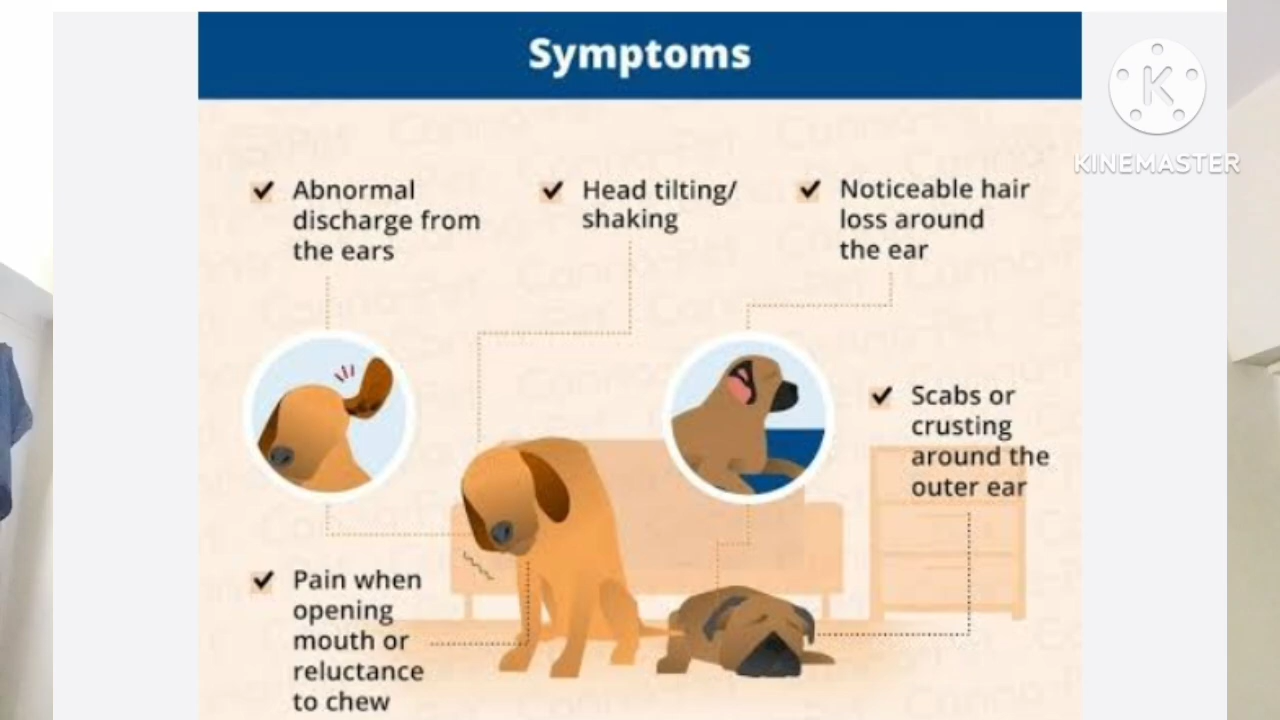 Symptoms
K
KINEMASTER
Abnormal
discharge from
the ears
Head tilting/
shaking
Noticeable hair
loss around
the ear
Scabs or
crusting
around the
outer ear
Pain when
opening
mouth or
reluctance
to chew